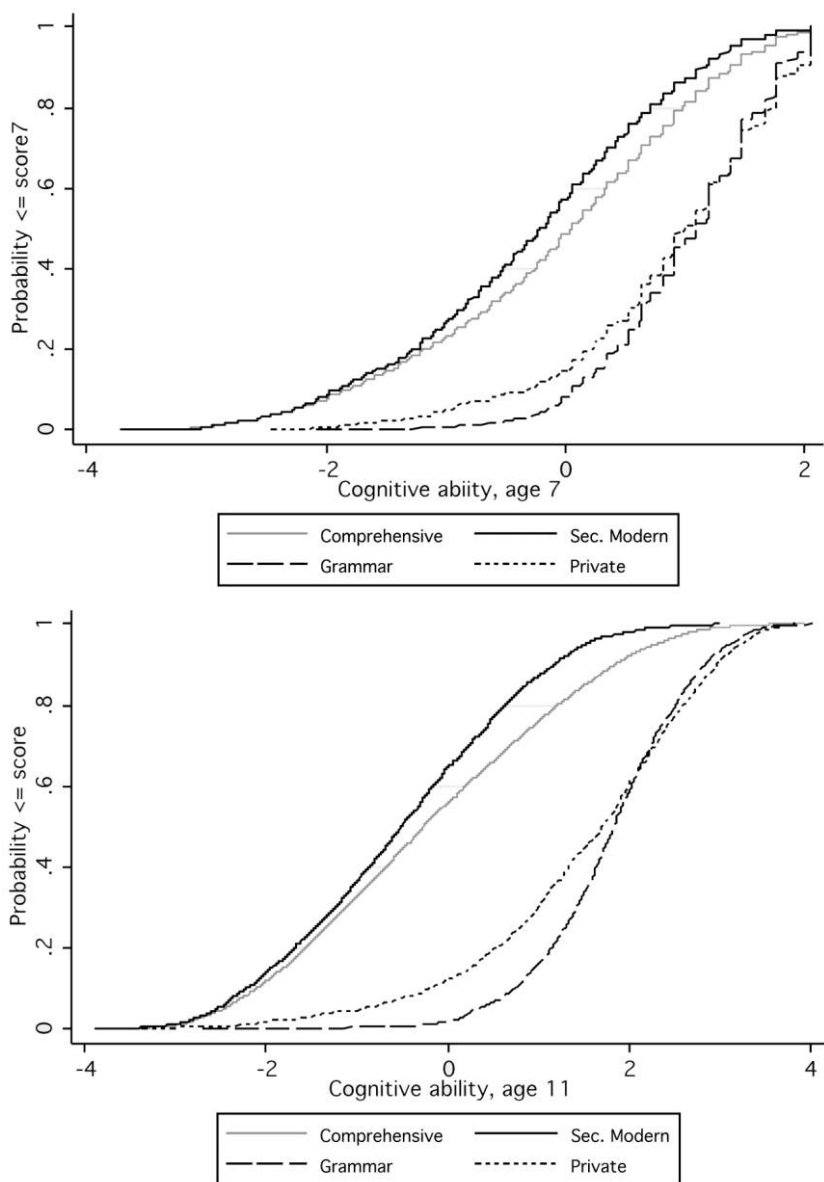 Probability <= score7
0
.2
.4
.6
.8
1
-4
-2
0
2
Cognitive abiity, age 7
Comprehensive
Sec. Modern
Grammar
Private
Probability <= score
0
.2
.4
.6
.8
1
-4
-2
0
2
4
Cognitive ability, age 11
Comprehensive
Sec. Modern
Grammar
Private